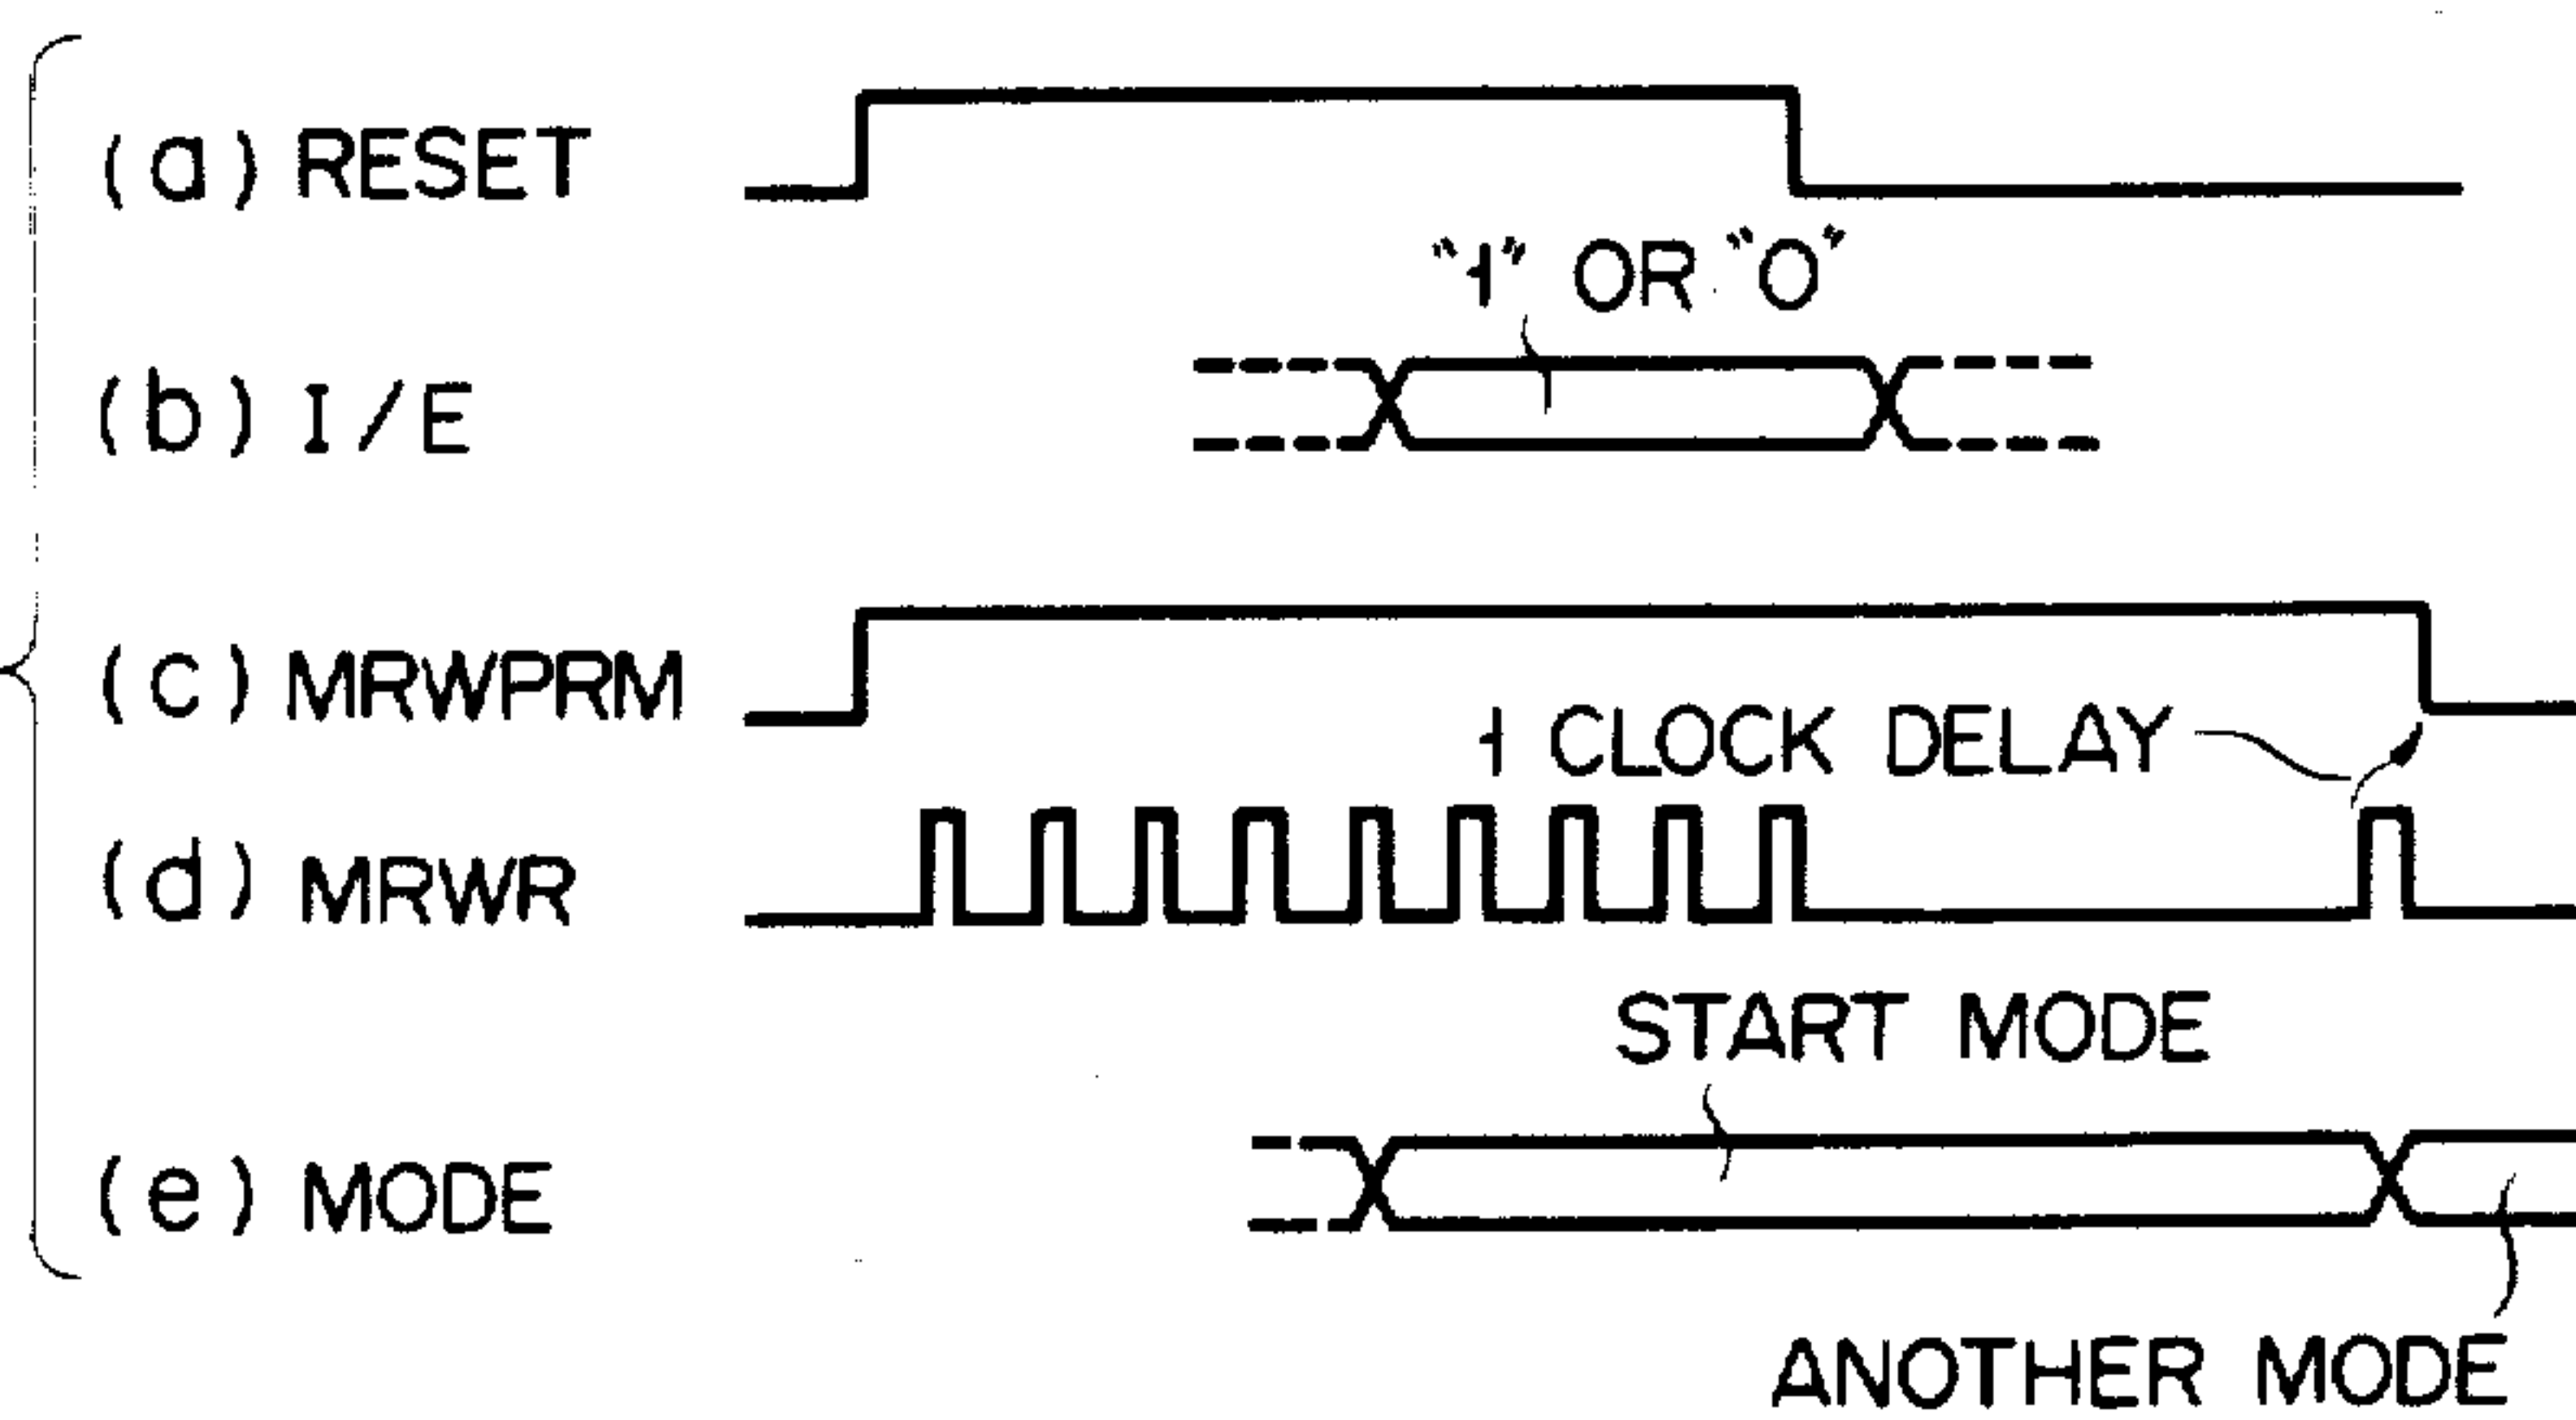 (a) RESET
"1" OR "0"
(b) I/E
(c) MRWPRM
1 CLOCK DELAY
(d) MRWR
START MODE
(e) MODE
ANOTHER MODE